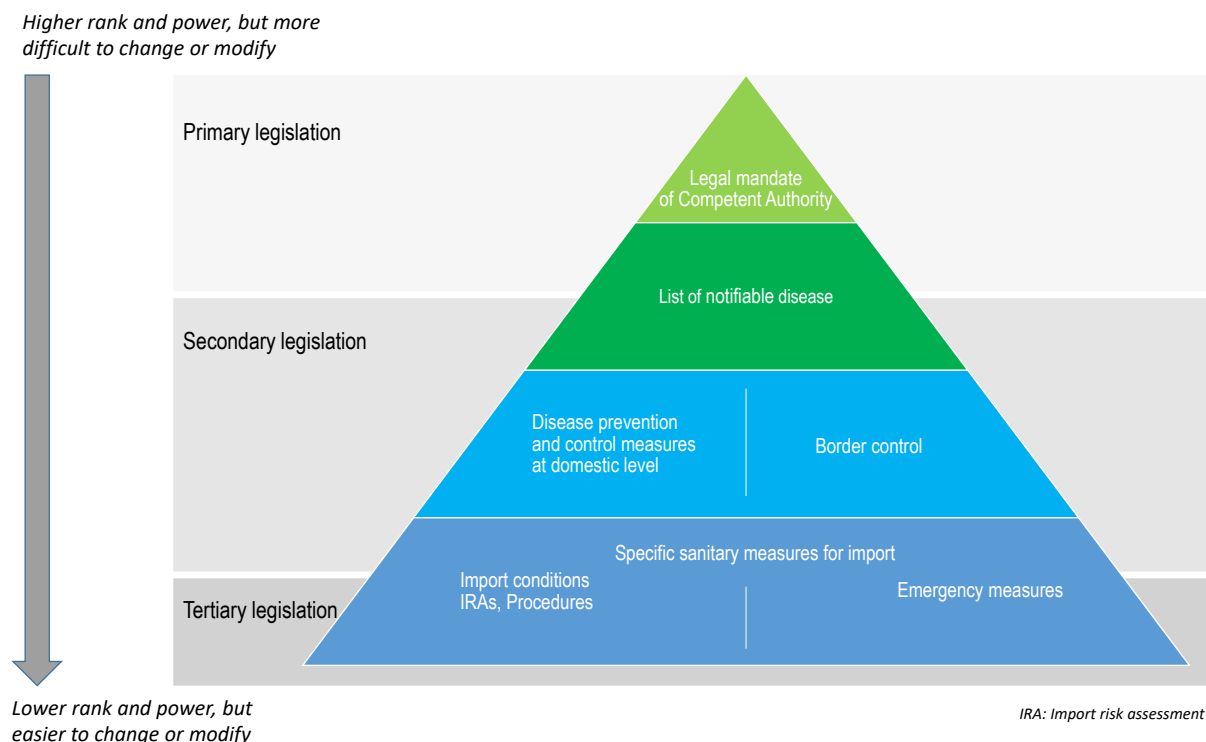 Higher rank and power, but more
difficult to change or modify
Primary legislation
Legal mandate
of Competent Authority
List of notifiable disease
Secondary legislation
Disease prevention
and control measures
at domestic level
Border control
Specific sanitary measures for import
Import conditions
IRAs, Procedures
Emergency measures
Tertiary legislation
Lower rank and power, but
easier to change or modify
IRA: Import risk assessment